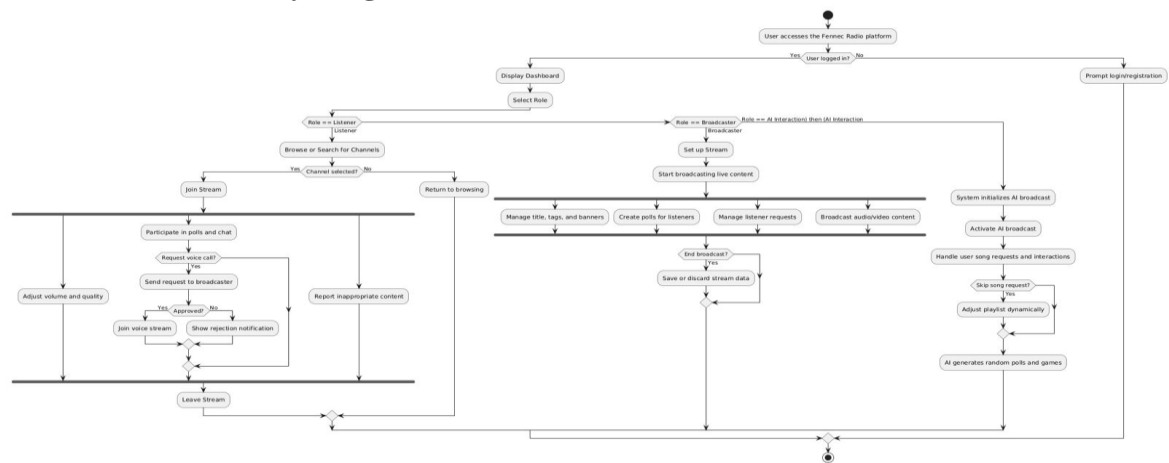 User accesses the Fennec Radio platform
Yes
User logged in?
No
Display Dashboard
Prompt login/registration
Select Role
Role == Listener
Listener
Role == Broadcaster
Broadcaster
Role == AI Interaction) then (AI Interaction
Browse or Search for Channels
Set up Stream
Yes
Channel selected?
No
Start broadcasting live content
Join Stream
Return to browsing
System initializes AI broadcast
Manage title, tags, and banners
Create polls for listeners
Manage listener requests
Broadcast audio/video content
Participate in polls and chat
Activate AI broadcast
Request voice call?
Yes
End broadcast?
Yes
Handle user song requests and interactions
Send request to broadcaster
Save or discard stream data
Skip song request?
Yes
Adjust volume and quality
Report inappropriate content
Yes
Approved?
No
Adjust playlist dynamically
Join voice stream
Show rejection notification
AI generates random polls and games
Leave Stream